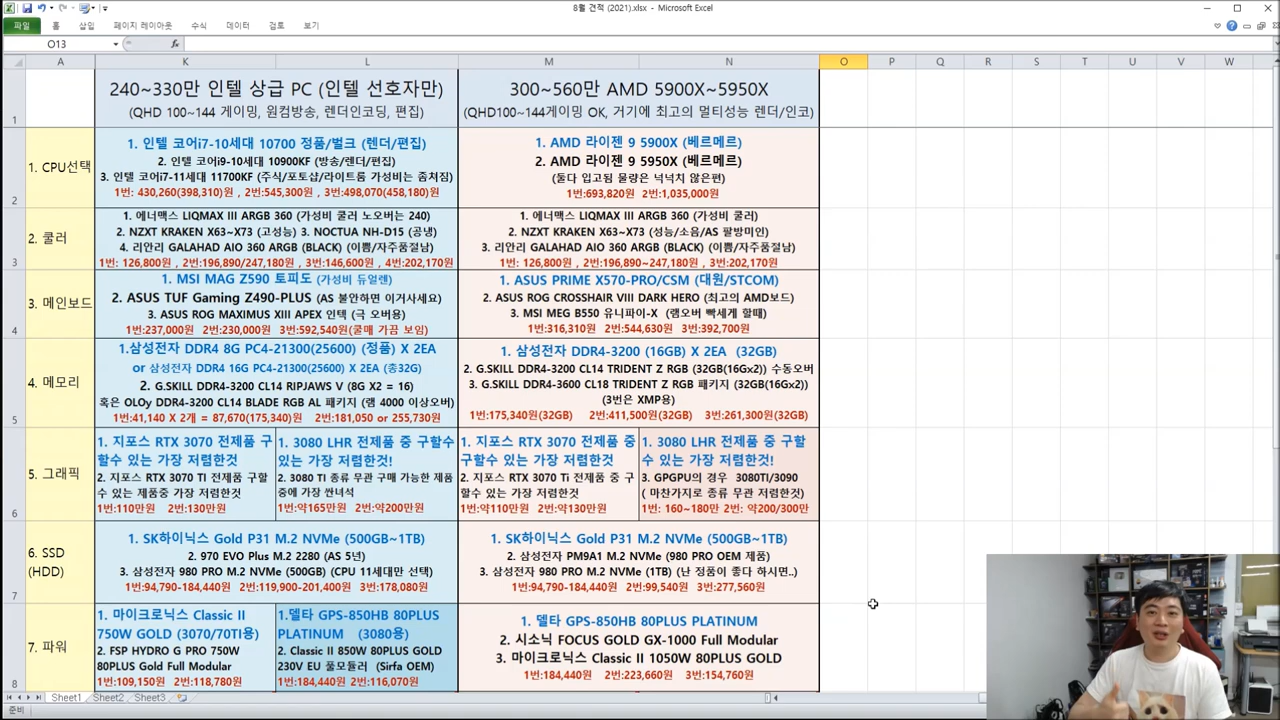 8월 견적 (2021).xlsx - Microsoft Excel
파일 홈 삽입 페이지 레이아웃 수식 데이터 검토 보기
O13 fx
A K L M N O P Q R S T U V W
1
240~330만 인텔 상급 PC (인텔 선호자만)
(QHD 100~144 게이밍, 원컴방송, 렌더인코딩, 편집)
300~560만 AMD 5900X~5950X
(QHD100~144게이밍 OK, 거기에 최고의 멀티성능 렌더/인코)
2
1. CPU선택
1. 인텔 코어i7-10세대 10700 정품/벌크 (렌더/편집)
2. 인텔 코어i9-10세대 10900KF (방송/렌더/편집)
3. 인텔 코어i7-11세대 11700KF (주식/포토샵/라이트룸 가성비는 춤쳐짐)
1번: 430,260(398,310)원 , 2번:545,300원 , 3번:498,070(458,180)원
1. AMD 라이젠 9 5900X (베르메르)
2. AMD 라이젠 9 5950X (베르메르)
(둘다 입고됨 물량은 넉넉치 않은편)
1번:693,820원 2번:1,035,000원
3
2. 쿨러
1. 에너맥스 LIQMAX III ARGB 360 (가성비 쿨러 노오버는 240)
2. NZXT KRAKEN X63~X73 (고성능) 3. NOCTUA NH-D15 (공냉)
4. 리안리 GALAHAD AIO 360 ARGB (BLACK) (이쁨/자주품절남)
1번: 126,800원 , 2번:196,890/247,180원 , 3번:146,600원 , 4번:202,170원
1. 에너맥스 LIQMAX III ARGB 360 (가성비 쿨러)
2. NZXT KRAKEN X63~X73 (성능/소음/AS 팔방미인)
3. 리안리 GALAHAD AIO 360 ARGB (BLACK) (이쁨/자주품절남)
1번: 126,800원 , 2번:196,890~247,180원 , 3번:202,170원
4
3. 메인보드
1. MSI MAG Z590 토피도 (가성비 듀얼렌)
2. ASUS TUF Gaming Z490-PLUS (AS 불안하면 이거사세요)
3. ASUS ROG MAXIMUS XIII APEX 인텍 (극 오버용)
1번:237,000원 2번:230,000원 3번:592,540원(쿨매 가끔 보임)
1. ASUS PRIME X570-PRO/CSM (대원/STCOM)
2. ASUS ROG CROSSHAIR VIII DARK HERO (최고의 AMD보드)
3. MSI MEG B550 유니파이-X (램오버 빡세게 할때)
1번:316,310원 2번:544,630원 3번:392,700원
5
4. 메모리
1.삼성전자 DDR4 8G PC4-21300(25600) (정품) X 2EA
or 삼성전자 DDR4 16G PC4-21300(25600) X 2EA (총32G)
2. G.SKILL DDR4-3200 CL14 RIPJAWS V (8G X2 = 16)
혹은 OLOy DDR4-3200 CL14 BLADE RGB AL 패키지 (램 4000 이상오버)
1번:41,140 X 2개 = 87,670(175,340)원 2번:181,050 or 255,730원
1. 삼성전자 DDR4-3200 (16GB) X 2EA (32GB)
2. G.SKILL DDR4-3200 CL14 TRIDENT Z RGB (32GB(16Gx2)) 수동오버
3. G.SKILL DDR4-3600 CL18 TRIDENT Z RGB 패키지 (32GB(16Gx2))
(3번은 XMP용)
1번:175,340원(32GB) 2번:411,500원(32GB) 3번:261,300원(32GB)
6
5. 그래픽
1. 지포스 RTX 3070 전제품 구
할수 있는 가장 저렴한것
2. 지포스 RTX 3070 TI 전제품 구할
수 있는 제품중 가장 저렴한것
1번:110만원 2번:130만원
1. 3080 LHR 전제품 중 구할수
있는 가장 저렴한것!
2. 3080 TI 종류 무관 구매 가능한 제품
중에 가장 싼녀석
1번:약165만원 2번:약200만원
1. 지포스 RTX 3070 전제품 중
구할수 있는 가장 저렴한것
2. 지포스 RTX 3070 Ti 전제품 중 구
할수 있는 가장 저렴한것
1번:약110만원 2번:약130만원
1. 3080 LHR 전제품 중 구할
수 있는 가장 저렴한것!
3. GPGPU의 경우 3080TI/3090
( 마찬가지로 종류 무관 저렴한것)
1번: 160~180만 2번: 약200/300만
7
6. SSD
(HDD)
1. SK하이닉스 Gold P31 M.2 NVMe (500GB~1TB)
2. 970 EVO Plus M.2 2280 (AS 5년)
3. 삼성전자 980 PRO M.2 NVMe (500GB) (CPU 11세대만 선택)
1번:94,790-184,440원 2번:119,900-201,400원 3번:178,080원
1. SK하이닉스 Gold P31 M.2 NVMe (500GB~1TB)
2. 삼성전자 PM9A1 M.2 NVMe (980 PRO OEM 제품)
3. 삼성전자 980 PRO M.2 NVMe (1TB) (난 정품이 좋다 하시면..)
1번:94,790-184,440원 2번:99,540원 3번:277,560원
8
7. 파워
1. 마이크로닉스 Classic II
750W GOLD (3070/70TI용)
2. FSP HYDRO G PRO 750W
80PLUS Gold Full Modular
1번:109,150원 2번:118,780원
1.델타 GPS-850HB 80PLUS
PLATINUM (3080용)
2. Classic II 850W 80PLUS GOLD
230V EU 풀모듈러 (Sirfa OEM)
1번:184,440원 2번:116,070원
1. 델타 GPS-850HB 80PLUS PLATINUM
2. 시소닉 FOCUS GOLD GX-1000 Full Modular
3. 마이크로닉스 Classic II 1050W 80PLUS GOLD
1번:184,440원 2번:223,660원 3번:154,760원
Sheet1 Sheet2 Sheet3
준비